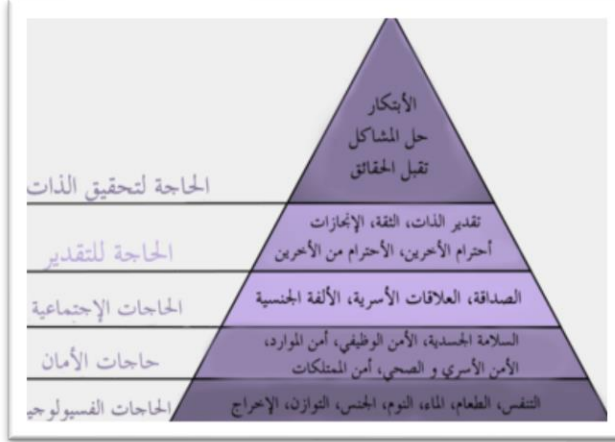 الأبتكار
حل المشاكل
تقبل الحقائق
الحاجة لتحقيق الذات
تقدير الذات، الثقة، الإنجازات
أحترام الأخرين، الأحترام من الأخرين
الحاجة للتقدير
الصداقة، العلاقات الأسرية، الألفة الجنسية
الحاجات الإجتماعية
السلامة الجسدية، الأمن الوظيفي، أمن الموارد،
الأمن الأسري و الصحي، أمن الممتلكات
حاجات الأمان
التنفس، الطعام، الماء، النوم، الجنس، التوازن، الإخراج
الحاجات الفسيولوجي